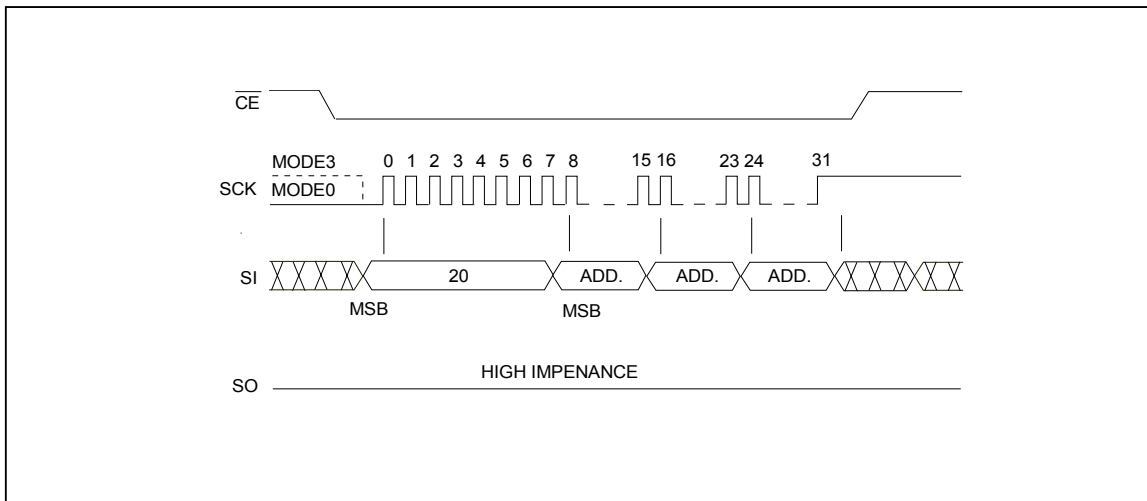 CE
MODE3 0 1 2 3 4 5 6 7 8 15 16 23 24 31
SCK MODE0
SI 20 ADD. ADD. ADD.
MSB MSB
HIGH IMPENANCE
SO